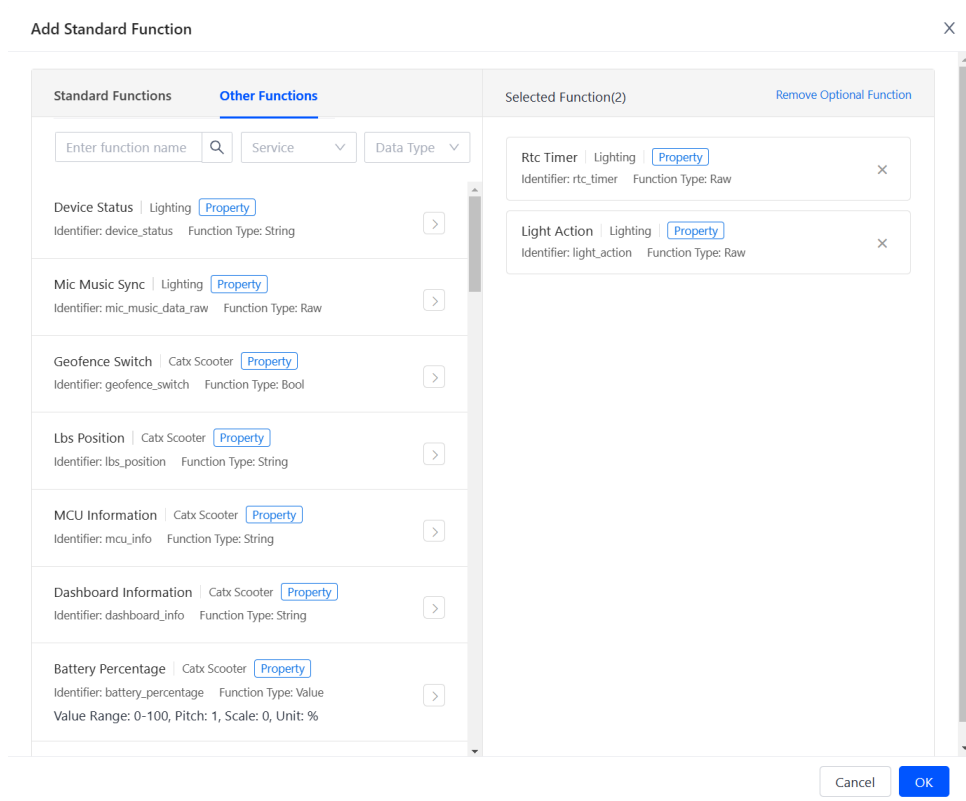 Add Standard Function
Standard Functions Other Functions
Enter function name Service Data Type
Device Status Lighting Property
Identifier: device_status Function Type: String
Mic Music Sync Lighting Property
Identifier: mic_music_data_raw Function Type: Raw
Geofence Switch Catx Scooter Property
Identifier: geofence_switch Function Type: Bool
Lbs Position Catx Scooter Property
Identifier: lbs_position Function Type: String
MCU Information Catx Scooter Property
Identifier: mcu_info Function Type: String
Dashboard Information Catx Scooter Property
Identifier: dashboard_info Function Type: String
Battery Percentage Catx Scooter Property
Identifier: battery_percentage Function Type: Value
Value Range: 0-100, Pitch: 1, Scale: 0, Unit: %
Selected Function(2) Remove Optional Function
Rtc Timer Lighting Property
Identifier: rtc_timer Function Type: Raw
Light Action Lighting Property
Identifier: light_action Function Type: Raw
Cancel OK